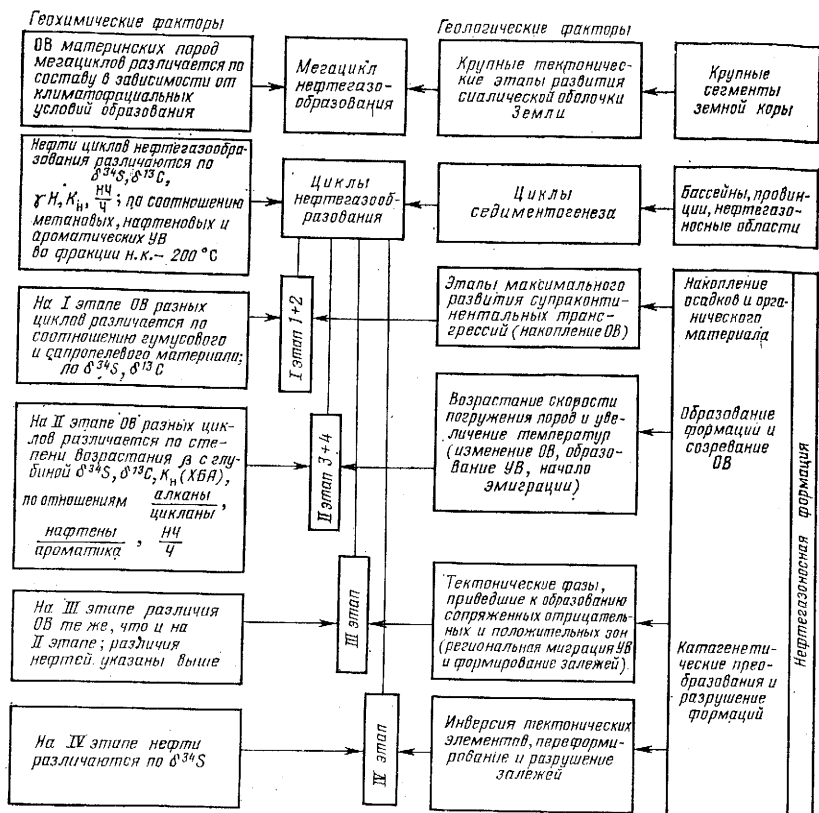 Геохимические факторы
Геологические факторы
ОВ материнских пород
мегациклов различается по
составу в зависимости от
климатофациальных
условий образования
Мегацикл
нефтегазо-
образования
Крупные тектониче-
ские этапы развития
сиалической оболочки
Земли
Крупные
сегменты
земной коры
Нефти циклов нефтегазообра-
зования различаются по
δ³⁴S, δ¹³C,
γ H, Kн, НЧ/Ч; по соотношению
метановых, нафтеновых и
ароматических УВ
во фракции н.к.– 200 °С
Циклы
нефтегазооб-
разования
Циклы
седиментогенеза
Бассейны, провин-
ции, нефтегазо-
носные области
На I этапе ОВ разных
циклов различается по
соотношению гумусового
и сапропелевого материала;
по δ³⁴S, δ¹³C
I этап 1+2
Этапы максимального
развития супраконти-
нентальных транс-
грессий (накопление ОВ)
Накопление
осадков и орга-
нического
материала
На II этапе ОВ разных цик-
лов различается по сте-
пени возрастания β с глу-
биной δ³⁴S, δ¹³C, Kн (ХБА),
по отношениям алканы/цикланы,
нафтены/ароматика, НЧ/Ч
II этап 3+4
Возрастание скорости
погружения пород и уве-
личение температур
(изменение ОВ, образо-
вание УВ, начало
эмиграции)
Образование
формаций и
созревание
ОВ
На III этапе различия
ОВ те же, что и на
II этапе; различия
нефтей указаны выше
III этап
Тектонические фазы,
приведшие к образованию
сопряженных отрицатель-
ных и положительных зон
(региональная миграция УВ
и формирование залежей)
Катагенети-
ческие прео-
бразования и
разрушение
формаций
На IV этапе нефти
различаются по δ³⁴S
IV этап
Инверсия тектонических
элементов, переформи-
рование и разрушение
залежей
Нефтегазоносная формация